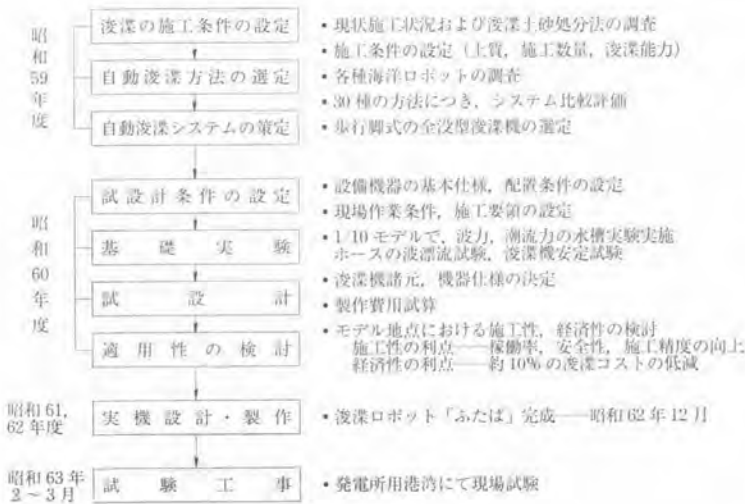 昭和59年度
浚渫の施工条件の設定
・現状施工状況および浚渫土砂処分法の調査
・施工条件の設定（土質，施工数量，浚渫能力）
自動浚渫方法の選定
・各種海洋ロボットの調査
・30種の方法につき，システム比較評価
自動浚渫システムの策定
・歩行脚式の全没型浚渫機の選定
昭和60年度
試設計条件の設定
・設備機器の基本仕様，配置条件の設定
・現場作業条件，施工要領の設定
基礎実験
・1/10モデルで，波力，潮流力の水槽実験実施
ホースの波漂流試験，浚渫機安定試験
試設計
・浚渫機諸元，機器仕様の決定
・製作費用試算
適用性の検討
・モデル地点における施工性，経済性の検討
施工性の利点――稼働率，安全性，施工精度の向上
経済性の利点――約10%の浚渫コストの低減
昭和61，
62年度
実機設計・製作
・浚渫ロボット「ふたば」完成――昭和62年12月
昭和63年
2～3月
試験工事
・発電所用港湾にて現場試験